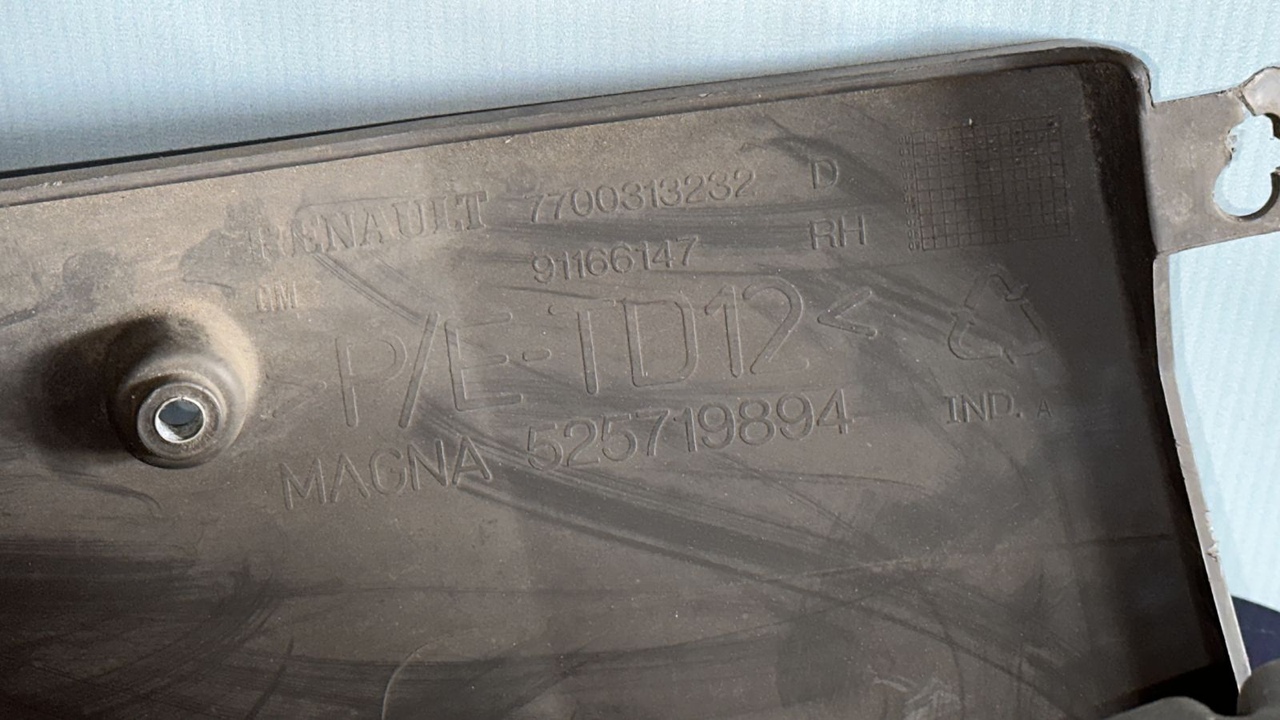 RENAULT 7700313232 D
GM 91166147 RH
>P/E-TD12<
MAGNA 525719894
IND. A